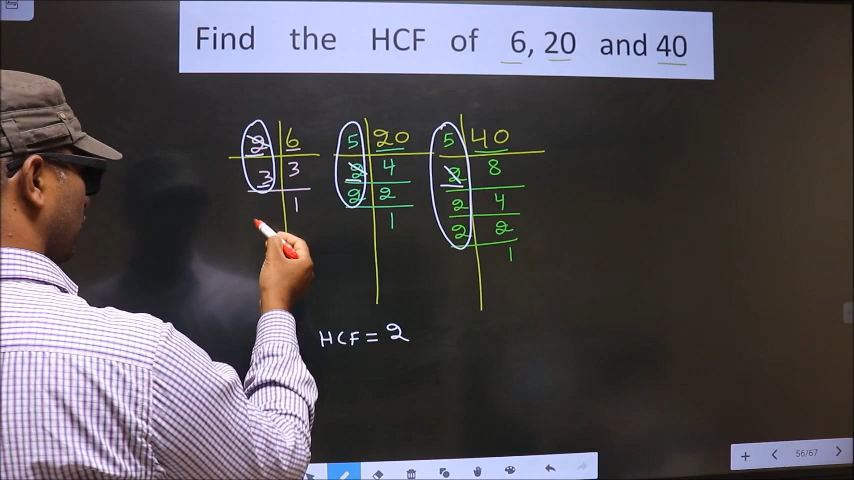 Find the HCF of 6, 20 and 40
2 6 5 20 5 40
3 3 2 4 2 8
1 2 2 2 4
1 2 2
1
HCF = 2
56/67